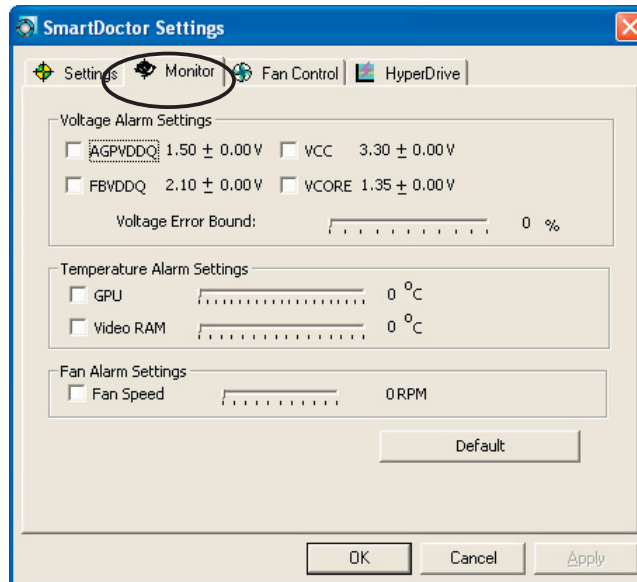 SmartDoctor Settings
Settings Monitor Fan Control HyperDrive
Voltage Alarm Settings
AGPVDDQ 1.50 ± 0.00 V VCC 3.30 ± 0.00 V
FBVDDQ 2.10 ± 0.00 V VCORE 1.35 ± 0.00 V
Voltage Error Bound: 0 %
Temperature Alarm Settings
GPU 0 °C
Video RAM 0 °C
Fan Alarm Settings
Fan Speed 0 RPM
Default
OK Cancel Apply